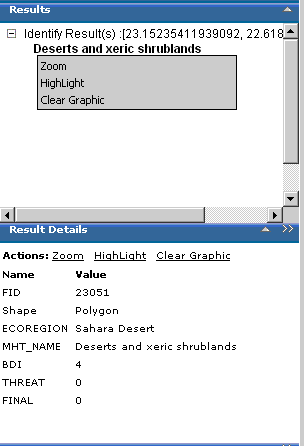 Results
Identify Result(s) :[23.15235411939092, 22.618
Deserts and xeric shrublands
Zoom
HighLight
Clear Graphic
Result Details
Actions: Zoom HighLight Clear Graphic
Name Value
FID 23051
Shape Polygon
ECOREGION Sahara Desert
MHT_NAME Deserts and xeric shrublands
BDI 4
THREAT 0
FINAL 0